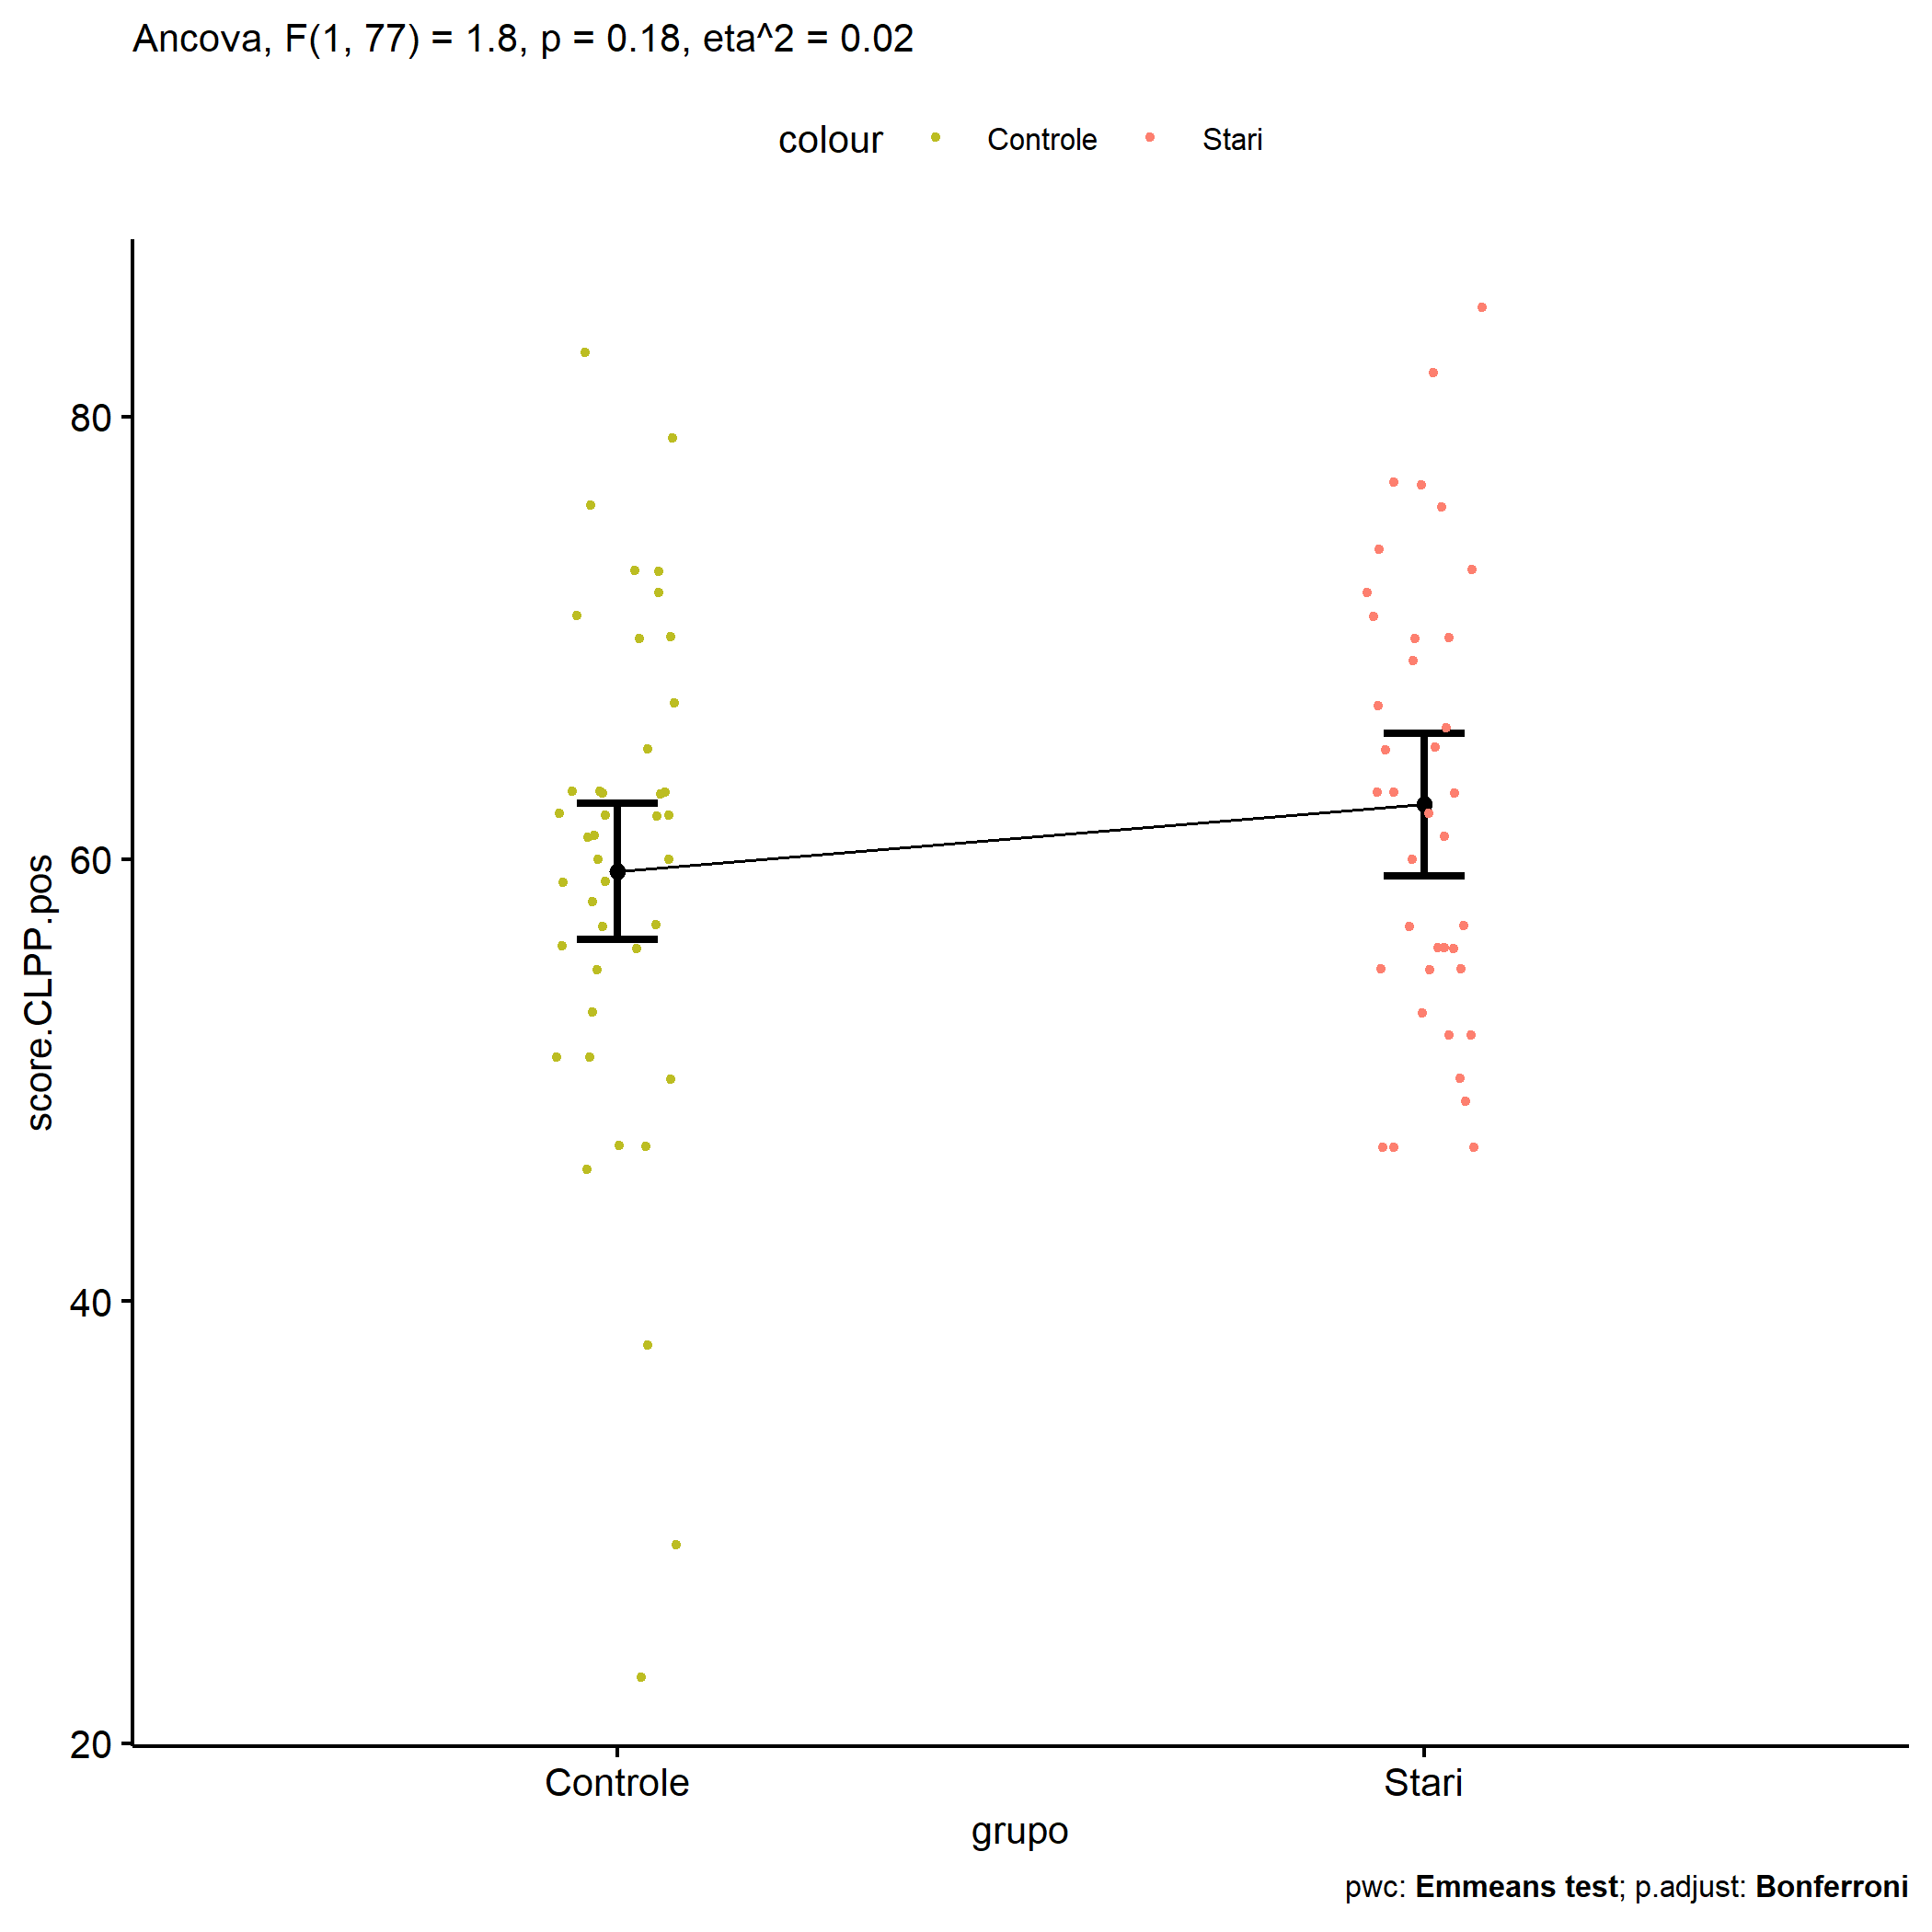 Ancova, F(1, 77) = 1.8, p = 0.18, eta^2 = 0.02
colour Controle Stari
score.CLPP.pos
80
60
40
20
Controle Stari
grupo
pwc: Emmeans test; p.adjust: Bonferroni